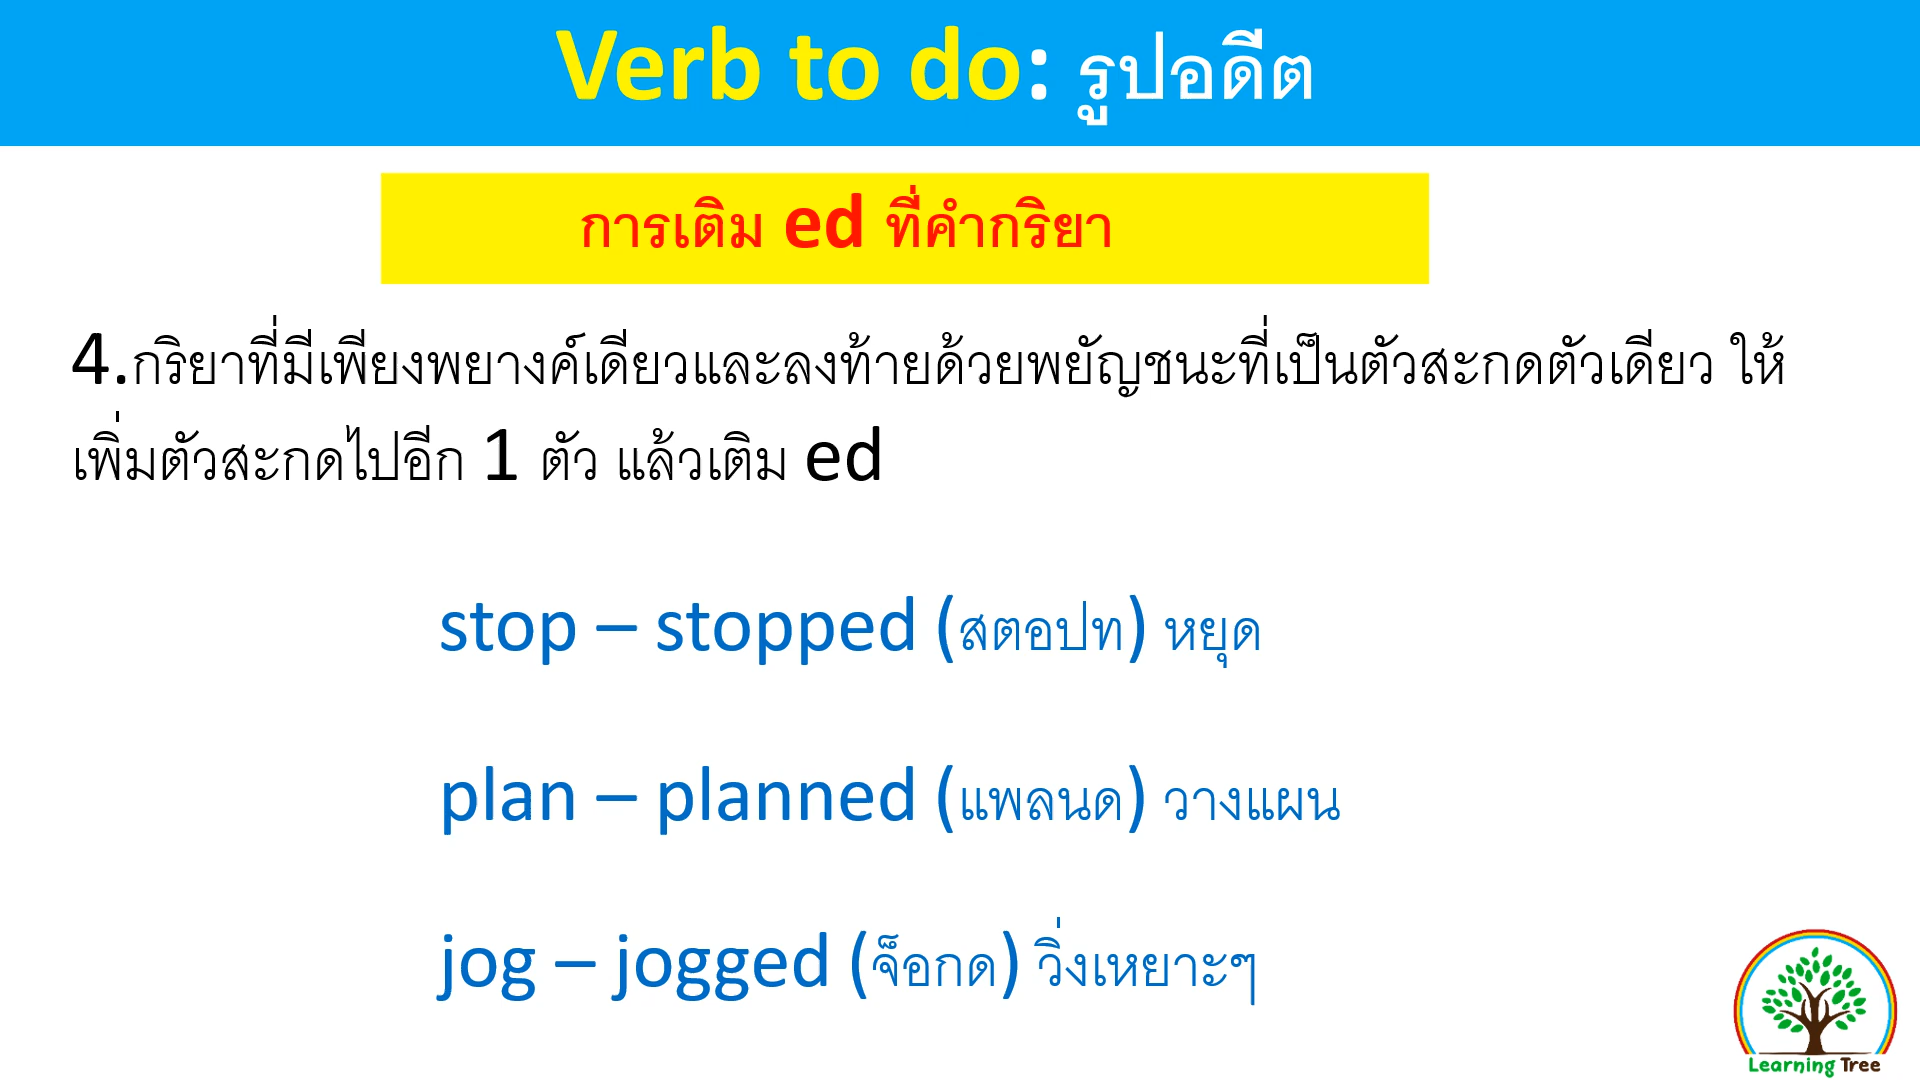 Verb to do: รูปอดีต
การเติม ed ที่คำกริยา
4.กริยาที่มีเพียงพยางค์เดียวและลงท้ายด้วยพยัญชนะที่เป็นตัวสะกดตัวเดียว ให้
เพิ่มตัวสะกดไปอีก 1 ตัว แล้วเติม ed
stop – stopped (สตอปท) หยุด
plan – planned (แพลนด) วางแผน
jog – jogged (จ็อกด) วิ่งเหยาะๆ
Learning Tree